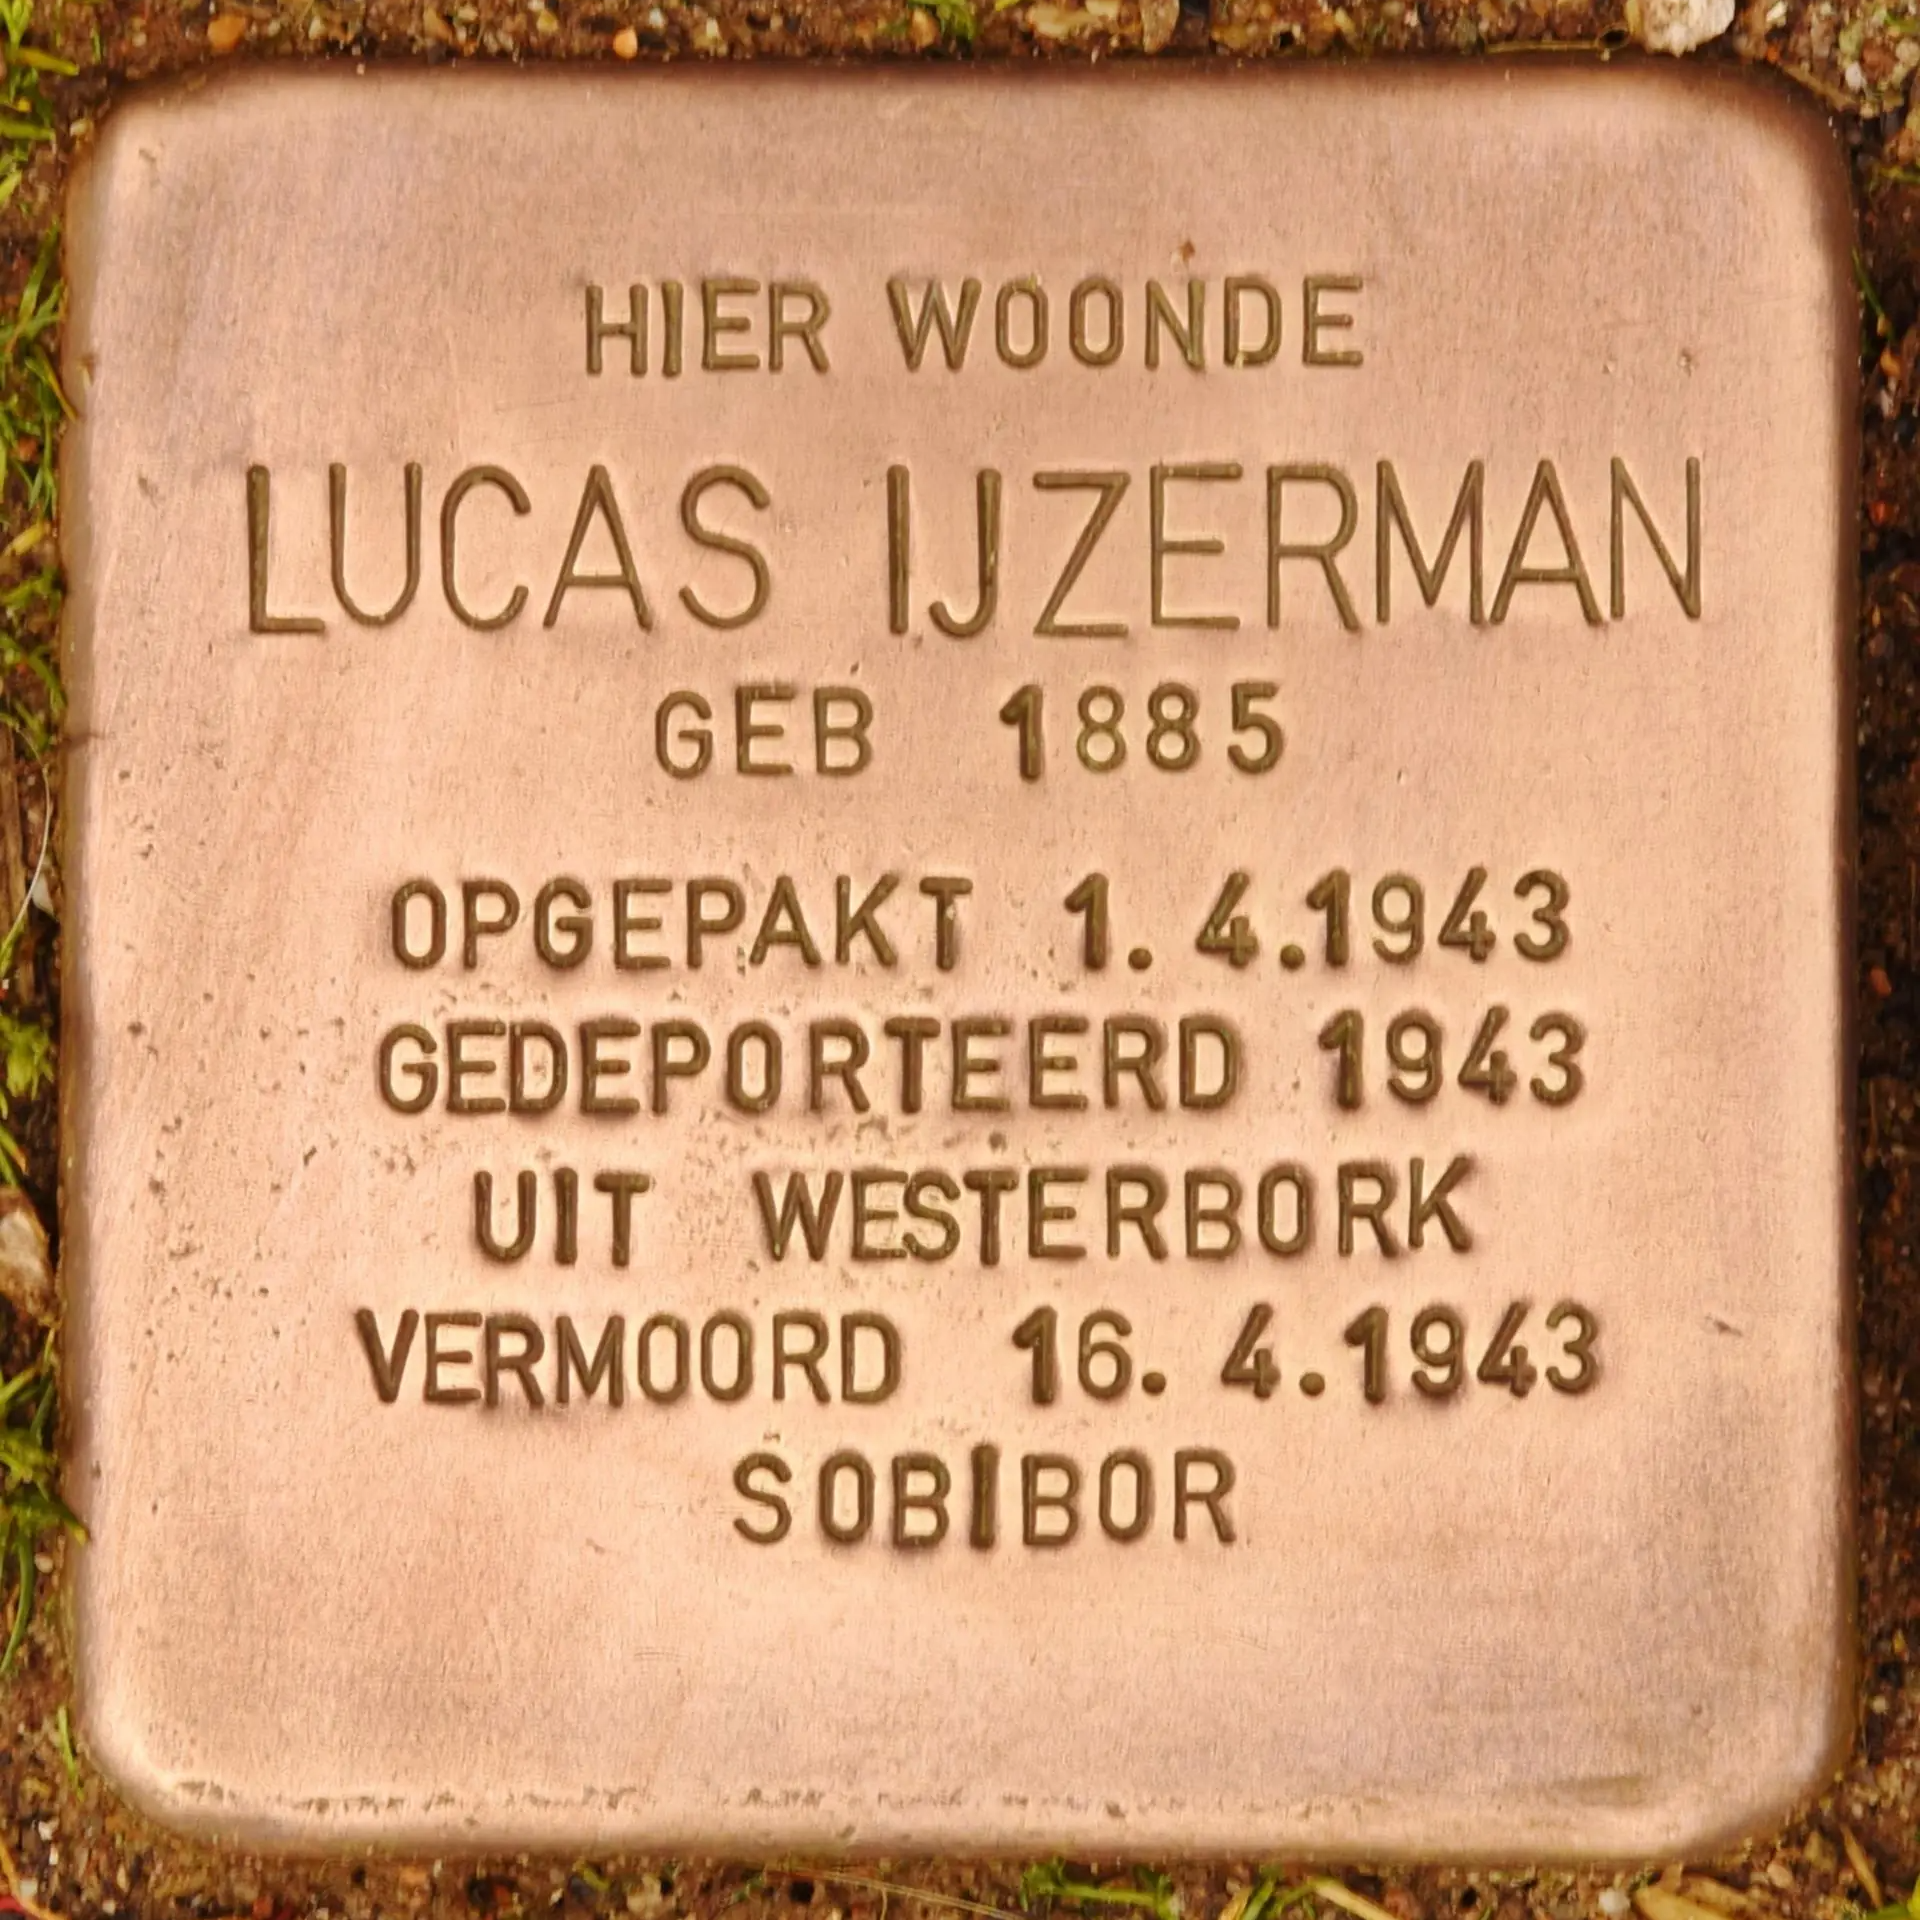 HIER WOONDE
LUCAS IJZERMAN
GEB 1885
OPGEPAKT 1. 4.1943
GEDEPORTEERD 1943
UIT WESTERBORK
VERMOORD 16. 4.1943
SOBIBOR